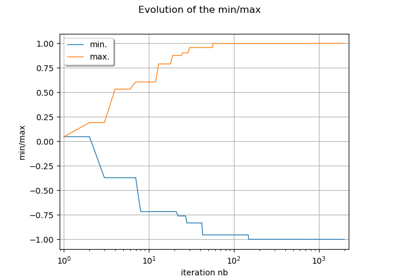 Evolution of the min/max
min.
max.
min/max
1.00
0.75
0.50
0.25
0.00
−0.25
−0.50
−0.75
−1.00
10⁰
10¹
10²
10³
iteration nb